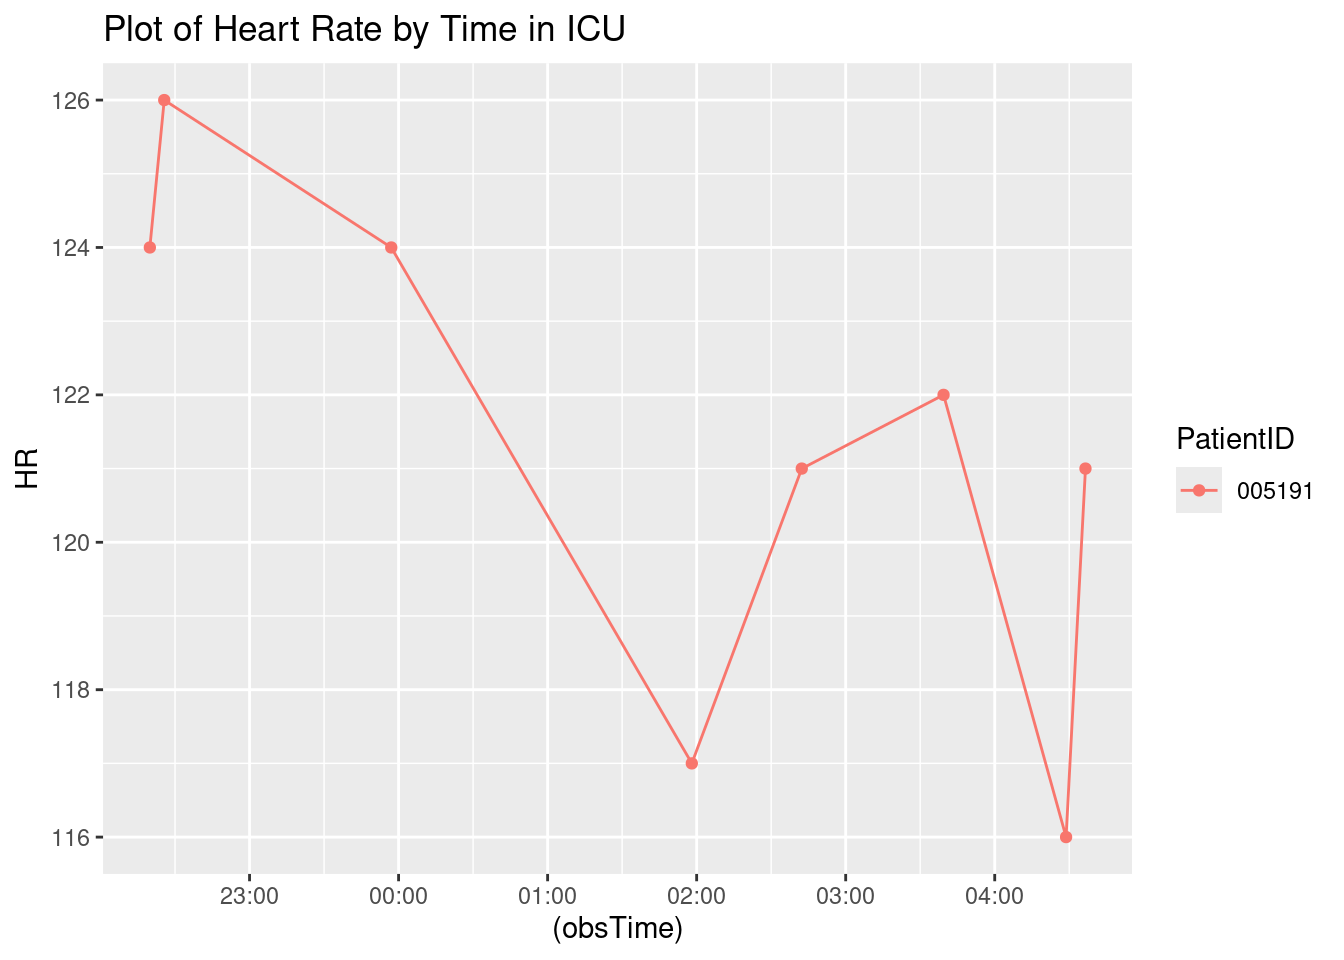 Plot of Heart Rate by Time in ICU
126
124
122
120
118
116
HR
23:00 00:00 01:00 02:00 03:00 04:00
(obsTime)
PatientID
005191